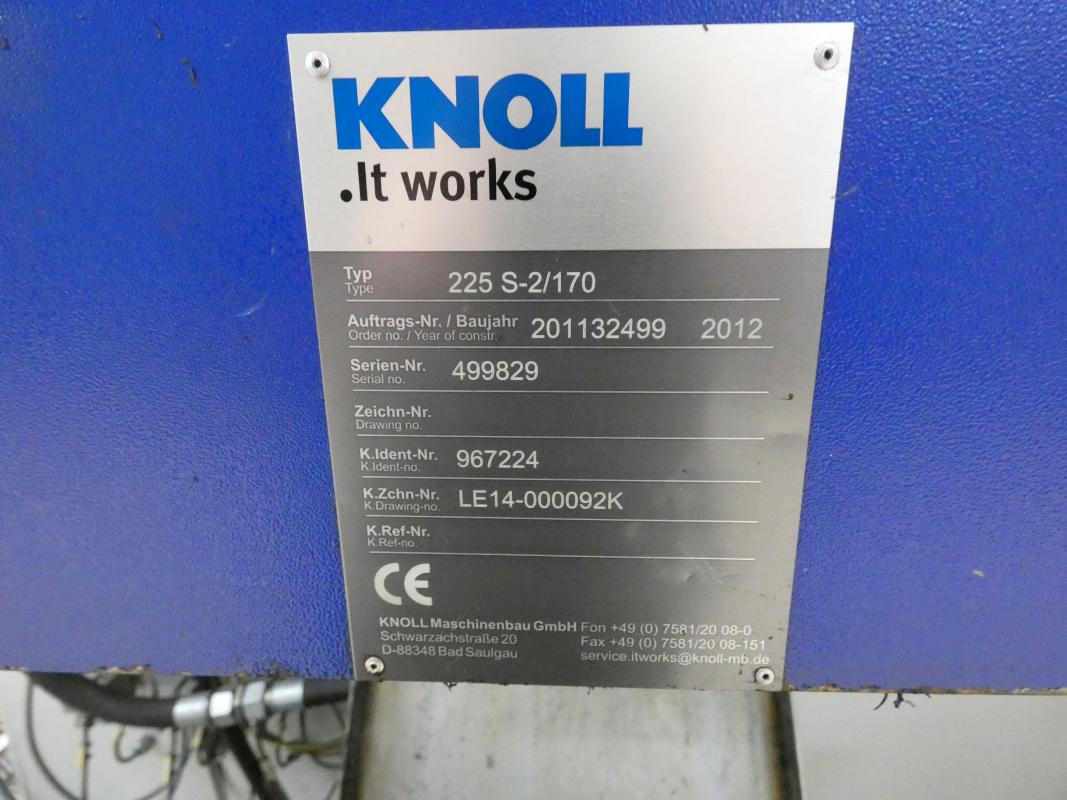 KNOLL
.It works
Typ
Type
225 S-2/170
Auftrags-Nr. / Baujahr
Order no. / Year of constr.
201132499 2012
Serien-Nr.
Serial no.
499829
Zeichn-Nr.
Drawing no.
K.Ident-Nr.
K.Ident-no.
967224
K.Zchn-Nr.
K.Drawing-no.
LE14-000092K
K.Ref-Nr.
K.Ref-no.
CE
KNOLL Maschinenbau GmbH Fon +49 (0) 7581/20 08-0
Schwarzachstraße 20 Fax +49 (0) 7581/20 08-151
D-88348 Bad Saulgau service.itworks@knoll-mb.de